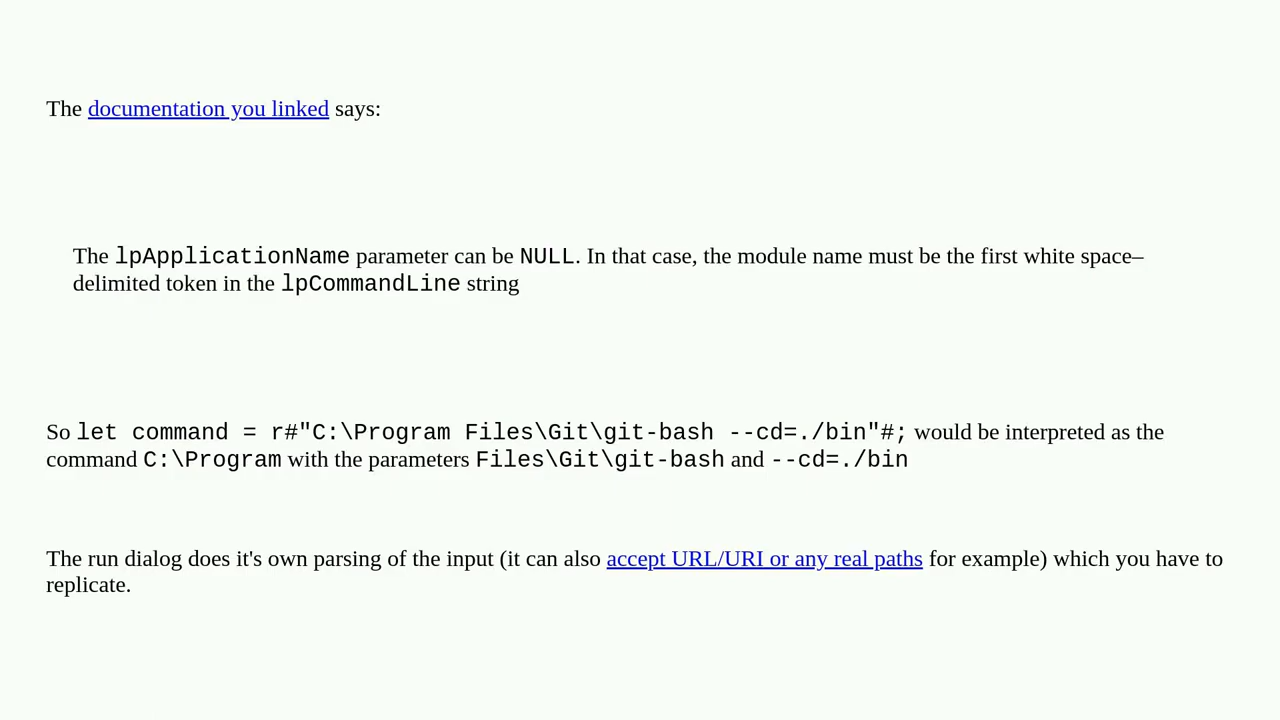 The documentation you linked says:
The lpApplicationName parameter can be NULL. In that case, the module name must be the first white space–
delimited token in the lpCommandLine string
So let command = r#"C:\Program Files\Git\git-bash --cd=./bin"#; would be interpreted as the
command C:\Program with the parameters Files\Git\git-bash and --cd=./bin
The run dialog does it's own parsing of the input (it can also accept URL/URI or any real paths for example) which you have to
replicate.